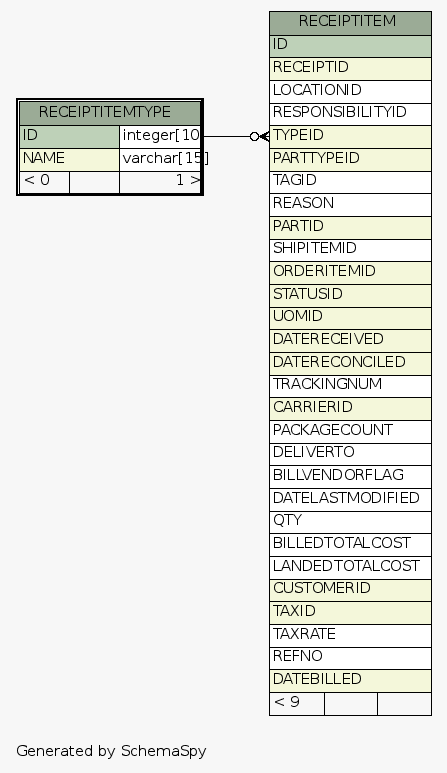 RECEIPTITEMTYPE
ID integer[10
NAME varchar[15]
< 0 1 >
RECEIPTITEM
ID
RECEIPTID
LOCATIONID
RESPONSIBILITYID
TYPEID
PARTTYPEID
TAGID
REASON
PARTID
SHIPITEMID
ORDERITEMID
STATUSID
UOMID
DATERECEIVED
DATERECONCILED
TRACKINGNUM
CARRIERID
PACKAGECOUNT
DELIVERTO
BILLVENDORFLAG
DATELASTMODIFIED
QTY
BILLEDTOTALCOST
LANDEDTOTALCOST
CUSTOMERID
TAXID
TAXRATE
REFNO
DATEBILLED
< 9
Generated by SchemaSpy